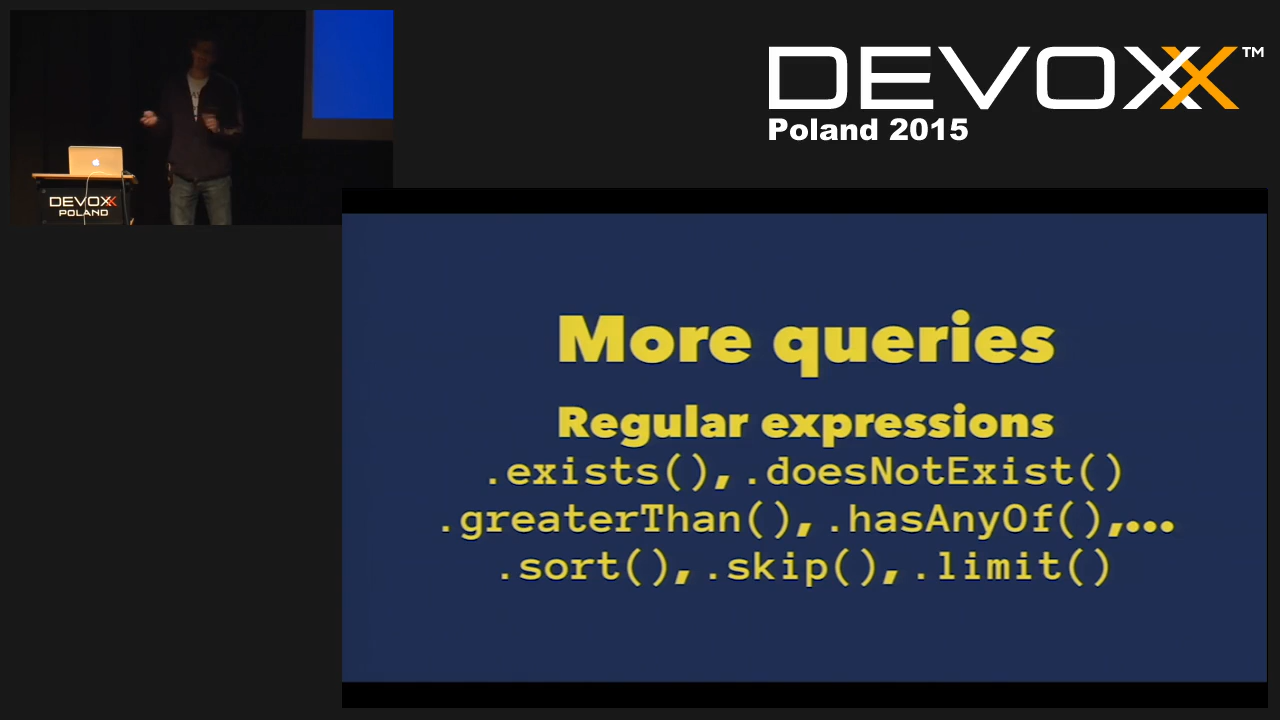 DEVOXX™
Poland 2015
DEVOXX
POLAND
More queries
Regular expressions
.exists(), .doesNotExist()
.greaterThan(), .hasAnyOf(),...
.sort(), .skip(), .limit()